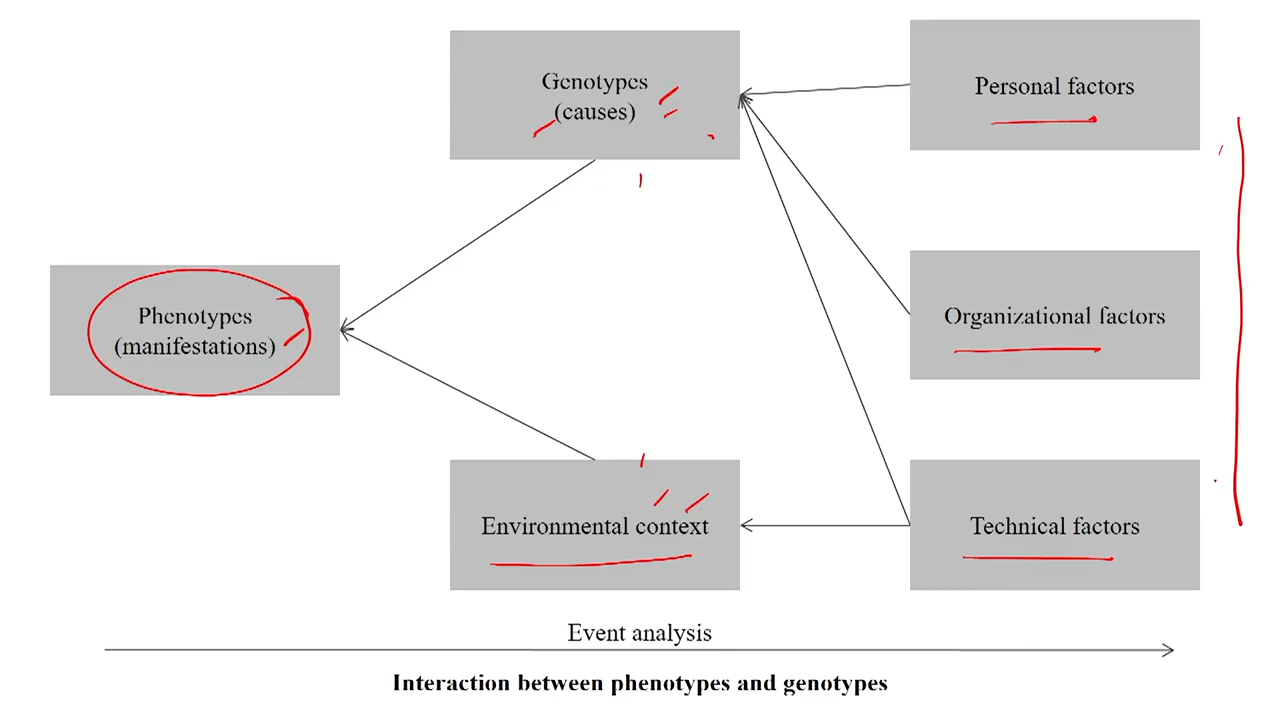 Genotypes
(causes)
Personal factors
Phenotypes
(manifestations)
Organizational factors
Environmental context
Technical factors
Event analysis
Interaction between phenotypes and genotypes